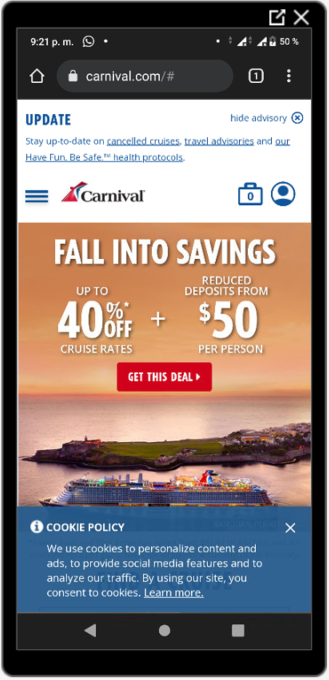 9:21 p. m.
50 %
carnival.com/#
1
UPDATE
hide advisory
Stay up-to-date on cancelled cruises, travel advisories and our
Have Fun. Be Safe.™ health protocols.
Carnival
0
FALL INTO SAVINGS
UP TO
40%* OFF
CRUISE RATES
+
REDUCED
DEPOSITS FROM
$50
PER PERSON
GET THIS DEAL
COOKIE POLICY
We use cookies to personalize content and
ads, to provide social media features and to
analyze our traffic. By using our site, you
consent to cookies. Learn more.